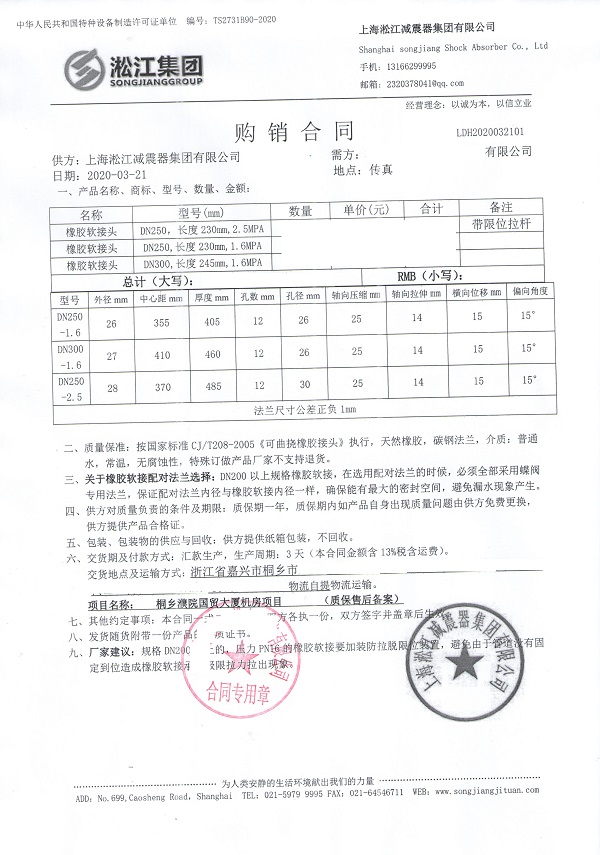 中华人民共和国特种设备制造许可证单位 编号：TS2731B90-2020
上海淞江减震器集团有限公司
Shanghai songjiang Shock Absorber Co., Ltd
手机：13166299995
邮箱：2320378041@qq.com
淞江集团
SONGJIANGGROUP
经营理念：以诚为本，以信立业
购销合同
LDH2020032101
供方：上海淞江减震器集团有限公司 需方： 有限公司
日期：2020-03-21 地点：传真
一、产品名称、商标、型号、数量、金额：
名称 型号(mm) 数量 单价(元) 合计 备注
橡胶软接头 DN250，长度 230mm,2.5MPA 带限位拉杆
橡胶软接头 DN250,长度 230mm,1.6MPA
橡胶软接头 DN300,长度 245mm,1.6MPA
总计（大写）： RMB（小写）：
型号 外径 mm 中心距 mm 厚度 mm 孔数 mm 孔径 mm 轴向压缩 mm 轴向拉伸 mm 横向位移 mm 偏向角度
DN250-1.6 26 355 405 12 26 25 14 15 15°
DN300-1.6 27 410 460 12 26 25 14 15 15°
DN250-2.5 28 370 485 12 30 25 14 15 15°
法兰尺寸公差正负 1mm
二、质量保准：按国家标准 CJ/T208-2005《可曲挠橡胶接头》执行，天然橡胶，碳钢法兰，介质：普通
水，常温，无腐蚀性，特殊订做产品厂家不支持退货。
三、关于橡胶软接配对法兰选择：DN200 以上规格橡胶软接，在选用配对法兰的时候，必须全部采用蝶阀
专用法兰，保证配对法兰内径与橡胶软接内径一样，确保能有最大的密封空间，避免漏水现象产生。
四、供方对质量负责的条件及期限：质保期一年，质保期内如产品自身出现质量问题由供方免费更换，
供方提供产品合格证。
五、包装、包装物的供应与回收：供方提供纸箱包装，不回收。
六、交货期及付款方式：汇款生产，生产周期：3 天（本合同金额含 13%税含运费）。
交货地点及运输方式：浙江省嘉兴市桐乡市
物流自提物流运输。
项目名称： 桐乡濮院国贸大厦机房项目 （质保售后备案）
七、其他约定事项：本合同一式 方各执一份，双方签字并盖章后生效
八、发货随货附带一份产品的 质证书。
九、厂家建议：规格 DN200 上的，压力 PN16 的橡胶软接要加装防拉脱限位装置，避免由于管道没有固
定到位造成橡胶软接 极限拉力拉出现象。
合同专用章
有限公司
上海淞江减震器集团有限公司
为人类安静的生活环境献出我们的力量
ADD：No.699,Caosheng Road, Shanghai TEL：021-5979 9995 FAX：021-64546711 WEB：www.songjiangjituan.com